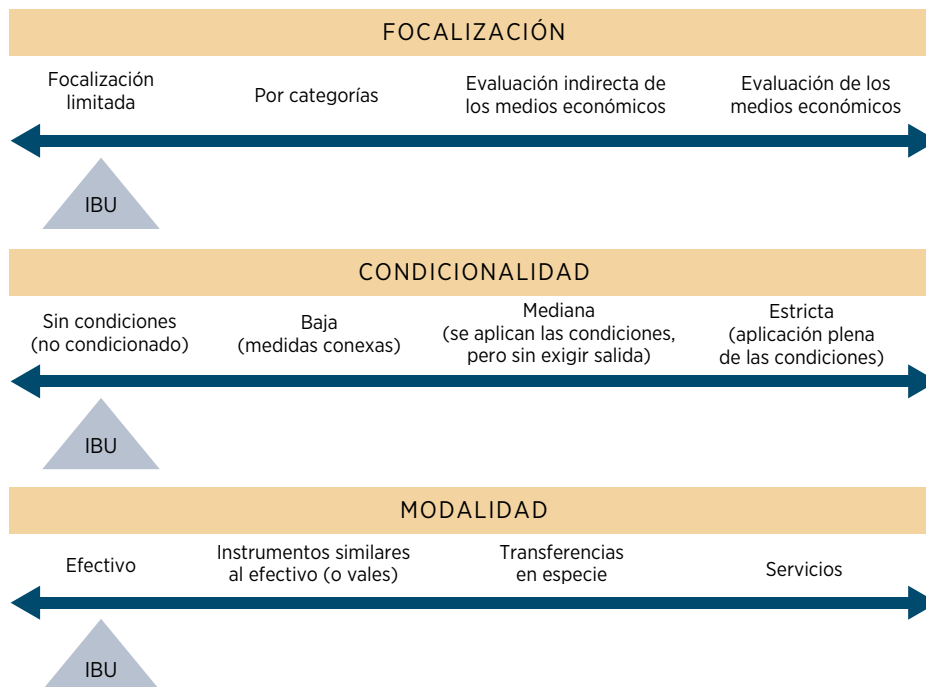 FOCALIZACIÓN
Focalización
limitada
Por categorías
Evaluación indirecta de
los medios económicos
Evaluación de los
medios económicos
IBU
CONDICIONALIDAD
Sin condiciones
(no condicionado)
Baja
(medidas conexas)
Mediana
(se aplican las condiciones,
pero sin exigir salida)
Estricta
(aplicación plena
de las condiciones)
IBU
MODALIDAD
Efectivo
Instrumentos similares
al efectivo (o vales)
Transferencias
en especie
Servicios
IBU